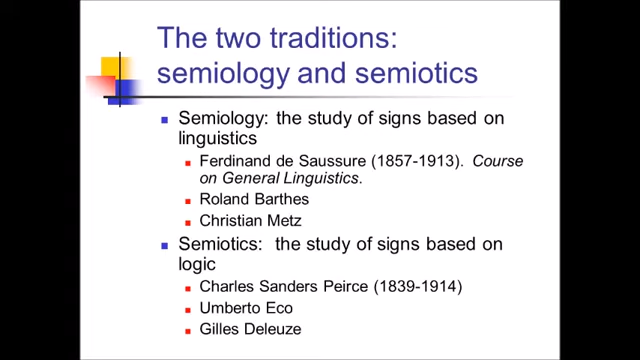 The two traditions:
semiology and semiotics
Semiology: the study of signs based on
linguistics
Ferdinand de Saussure (1857-1913). Course
on General Linguistics.
Roland Barthes
Christian Metz
Semiotics: the study of signs based on
logic
Charles Sanders Peirce (1839-1914)
Umberto Eco
Gilles Deleuze